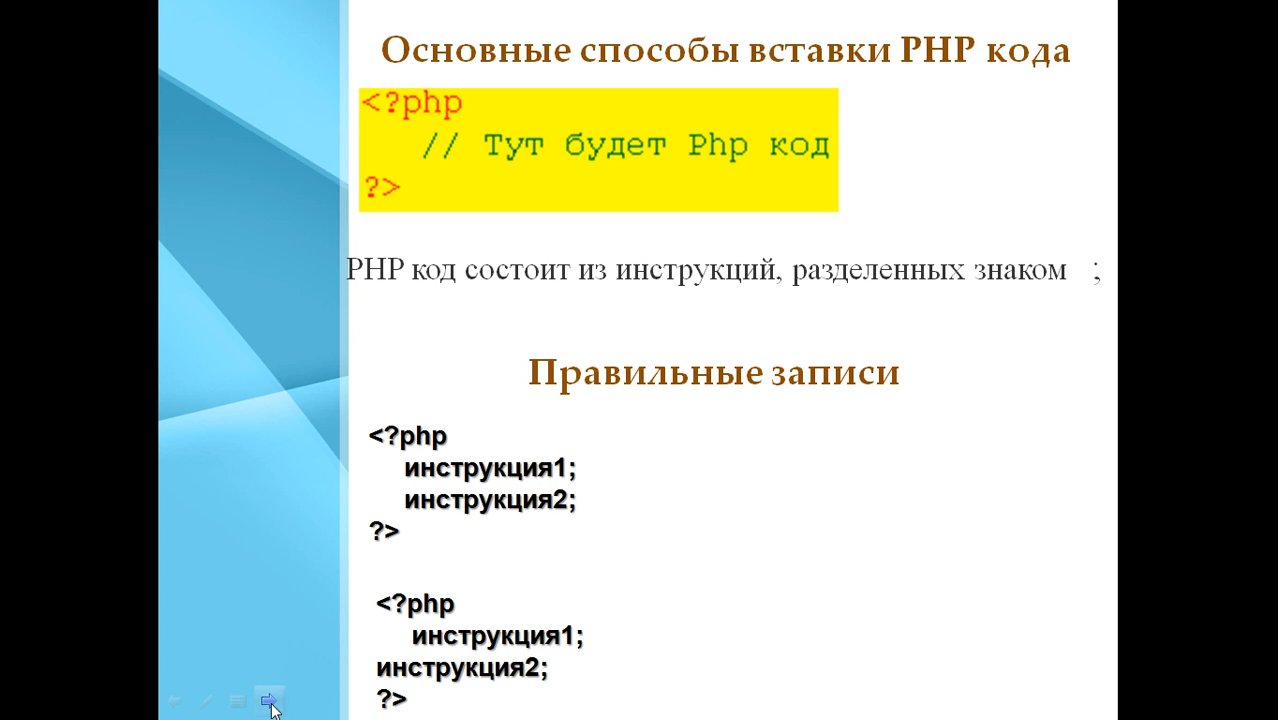 Основные способы вставки PHP кода
<?php
// Тут будет Php код
?>
PHP код состоит из инструкций, разделенных знаком ;
Правильные записи
<?php
инструкция1;
инструкция2;
?>
<?php
инструкция1;
инструкция2;
?>